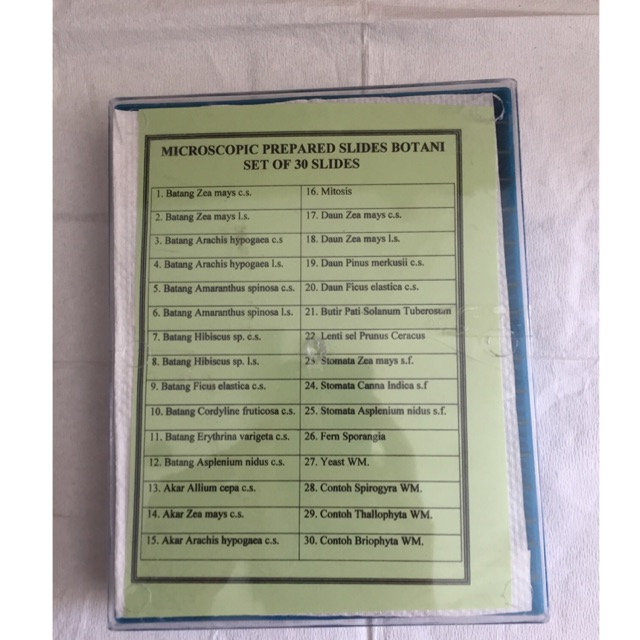 MICROSCOPIC PREPARED SLIDES BOTANI
SET OF 30 SLIDES
1. Batang Zea mays c.s.
2. Batang Zea mays l.s.
3. Batang Arachis hypogaea c.s
4. Batang Arachis hypogaea l.s.
5. Batang Amaranthus spinosa c.s.
6. Batang Amaranthus spinosa l.s.
7. Batang Hibiscus sp. c.s.
8. Batang Hibiscus sp. l.s.
9. Batang Ficus elastica c.s.
10. Batang Cordyline fruticosa c.s.
11. Batang Erythrina varigeta c.s.
12. Batang Asplenium nidus c.s.
13. Akar Allium cepa c.s.
14. Akar Zea mays c.s.
15. Akar Arachis hypogaea c.s.
16. Mitosis
17. Daun Zea mays c.s.
18. Daun Zea mays l.s.
19. Daun Pinus merkusii c.s.
20. Daun Ficus elastica c.s.
21. Butir Pati Solanum Tuberosum
22. Lenti sel Prunus Ceracus
23. Stomata Zea mays s.f.
24. Stomata Canna Indica s.f
25. Stomata Asplenium nidus s.f.
26. Fern Sporangia
27. Yeast WM.
28. Contoh Spirogyra WM.
29. Contoh Thallophyta WM.
30. Contoh Briophyta WM.